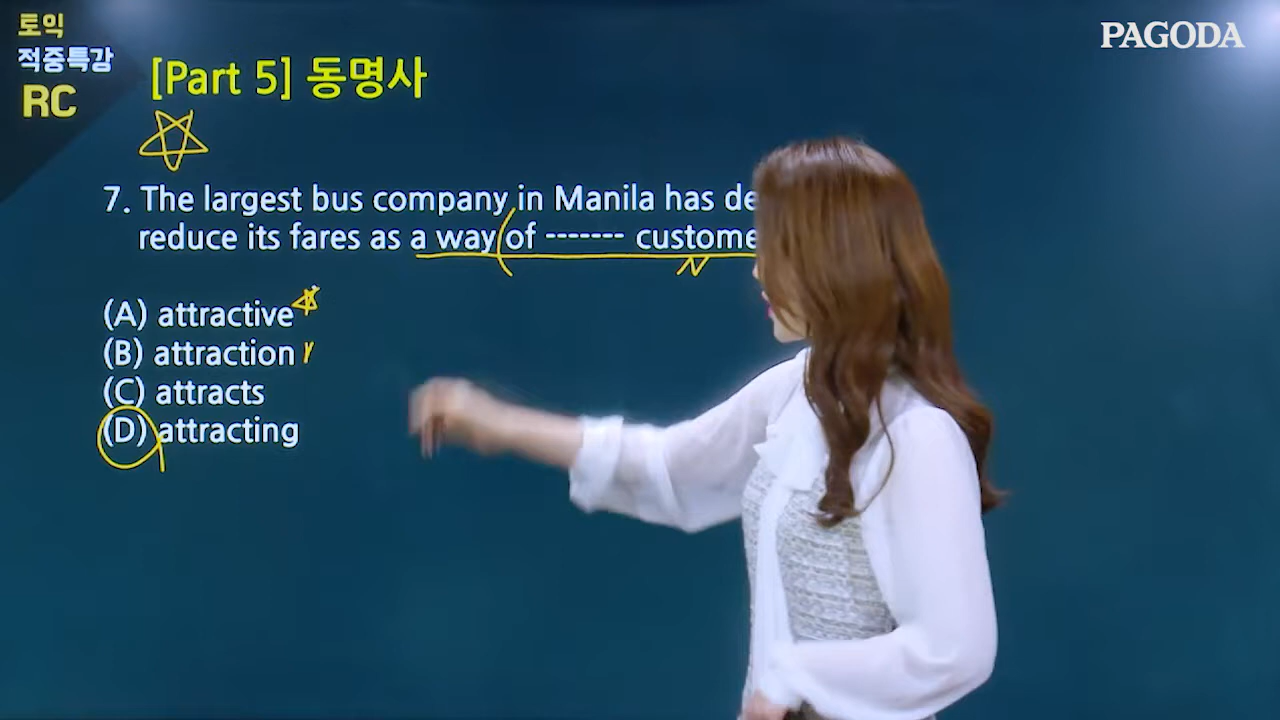 토익
적중특강
RC
PAGODA
[Part 5] 동명사
7. The largest bus company in Manila has
reduce its fares as a way of ------- custome
N
(A) attractive
(B) attraction
(C) attracts
(D) attracting